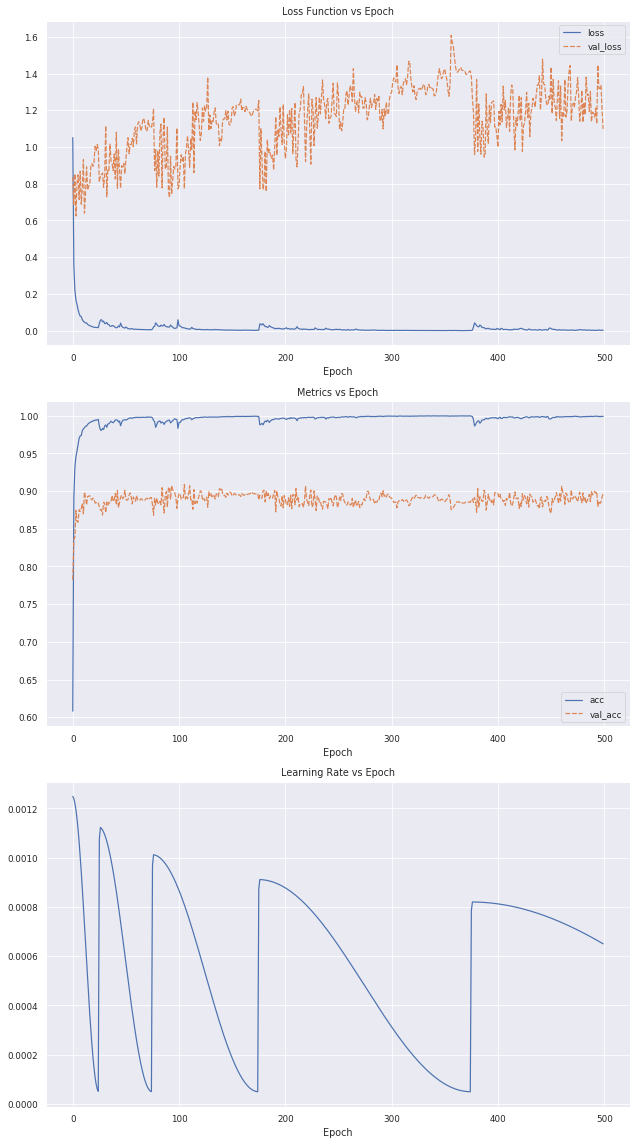 Loss Function vs Epoch
loss
val_loss
1.6
1.4
1.2
1.0
0.8
0.6
0.4
0.2
0.0
0 100 200 300 400 500
Epoch
Metrics vs Epoch
1.00
0.95
0.90
0.85
0.80
0.75
0.70
0.65
0.60
acc
val_acc
0 100 200 300 400 500
Epoch
Learning Rate vs Epoch
0.0012
0.0010
0.0008
0.0006
0.0004
0.0002
0.0000
0 100 200 300 400 500
Epoch